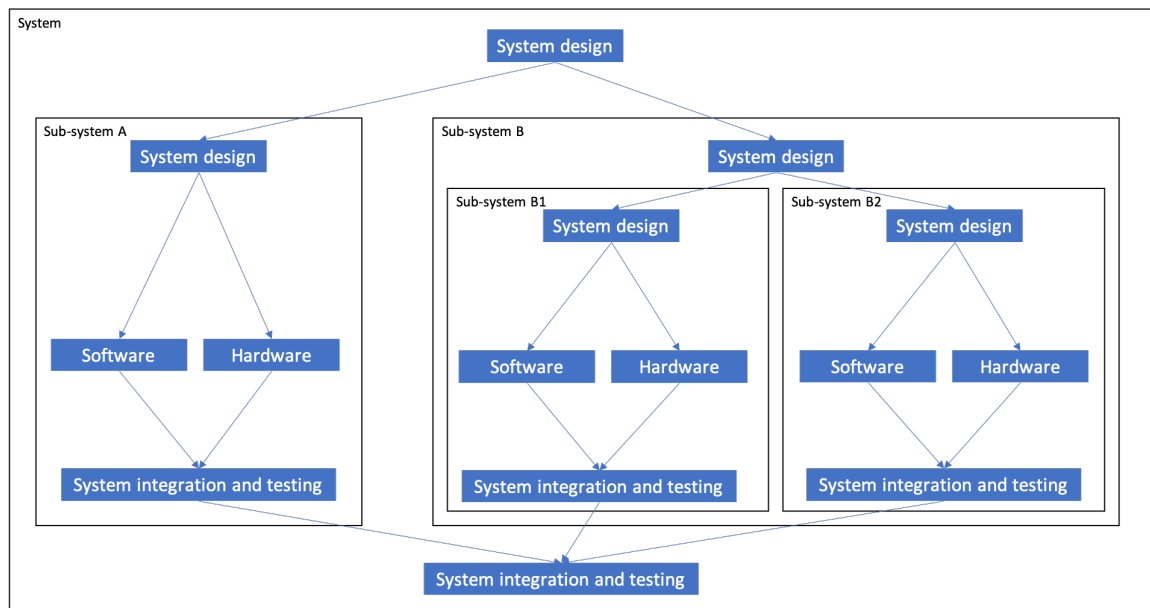 System
System design
Sub-system A
System design
Sub-system B
System design
Sub-system B1
System design
Sub-system B2
System design
Software
Hardware
Software
Hardware
Software
Hardware
System integration and testing
System integration and testing
System integration and testing
System integration and testing